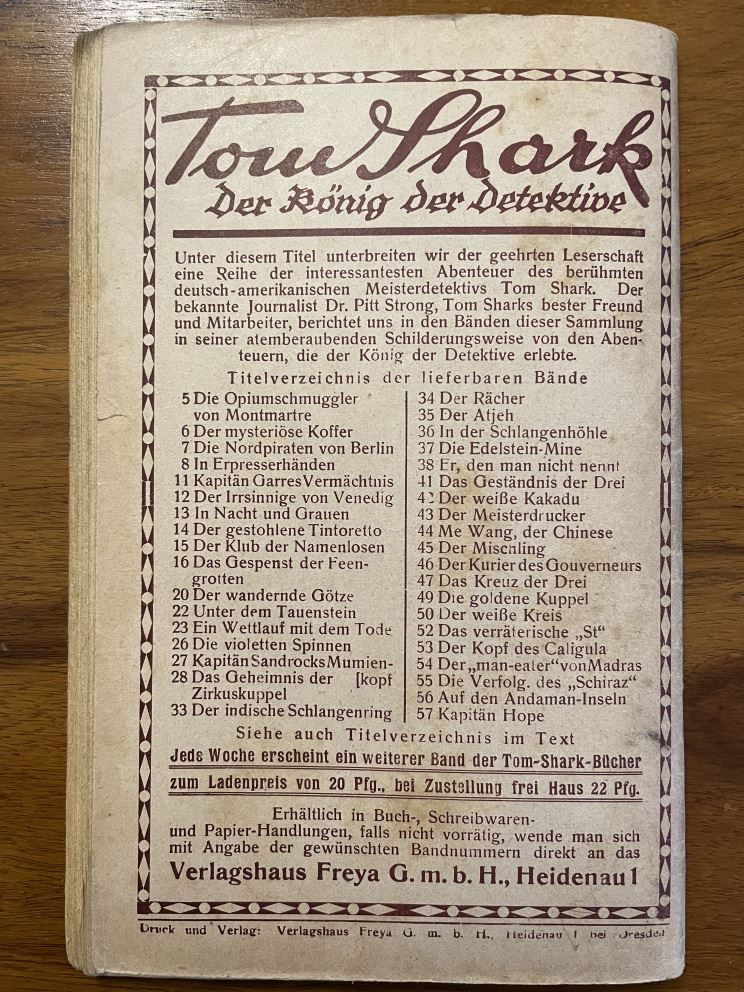 Tom Shark
Der König der Detektive
Unter diesem Titel unterbreiten wir der geehrten Leserschaft
eine Reihe der interessantesten Abenteuer des berühmten
deutsch-amerikanischen Meisterdetektivs Tom Shark. Der
bekannte Journalist Dr. Pitt Strong, Tom Sharks bester Freund
und Mitarbeiter, berichtet uns in den Bänden dieser Sammlung
in seiner atemberaubenden Schilderungsweise von den Aben-
teuern, die der König der Detektive erlebte.
Titelverzeichnis der lieferbaren Bände
5 Die Opiumschmuggler
von Montmartre
6 Der mysteriöse Koffer
7 Die Nordpiraten von Berlin
8 In Erpresserhänden
11 Kapitän Garres Vermächtnis
12 Der Irrsinnige von Venedig
13 In Nacht und Grauen
14 Der gestohlene Tintoretto
15 Der Klub der Namenlosen
16 Das Gespenst der Feen-
grotten
20 Der wandernde Götze
22 Unter dem Tauenstein
23 Ein Wettlauf mit dem Tode
26 Die violetten Spinnen
27 Kapitän Sandrocks Mumien-
28 Das Geheimnis der [kopf
Zirkuskuppel
33 Der indische Schlangenring
34 Der Rächer
35 Der Atjeh
36 In der Schlangenhöhle
37 Die Edelstein-Mine
38 Er, den man nicht nennt
41 Das Geständnis der Drei
42 Der weiße Kakadu
43 Der Meisterdrucker
44 Me Wang, der Chinese
45 Der Mischling
46 Der Kurier des Gouverneurs
47 Das Kreuz der Drei
49 Die goldene Kuppel
50 Der weiße Kreis
52 Das verräterische „St“
53 Der Kopf des Caligula
54 Der „man-eater“ von Madras
55 Die Verfolg. des „Schiraz“
56 Auf den Andaman-Inseln
57 Kapitän Hope
Siehe auch Titelverzeichnis im Text
Jede Woche erscheint ein weiterer Band der Tom-Shark-Bücher
zum Ladenpreis von 20 Pfg., bei Zustellung frei Haus 22 Pfg.
Erhältlich in Buch-, Schreibwaren-
und Papier-Handlungen, falls nicht vorrätig, wende man sich
mit Angabe der gewünschten Bandnummern direkt an das
Verlagshaus Freya G. m. b. H., Heidenau 1
Druck und Verlag: Verlagshaus Freya G. m. b. H., Heidenau 1 bei Dresden